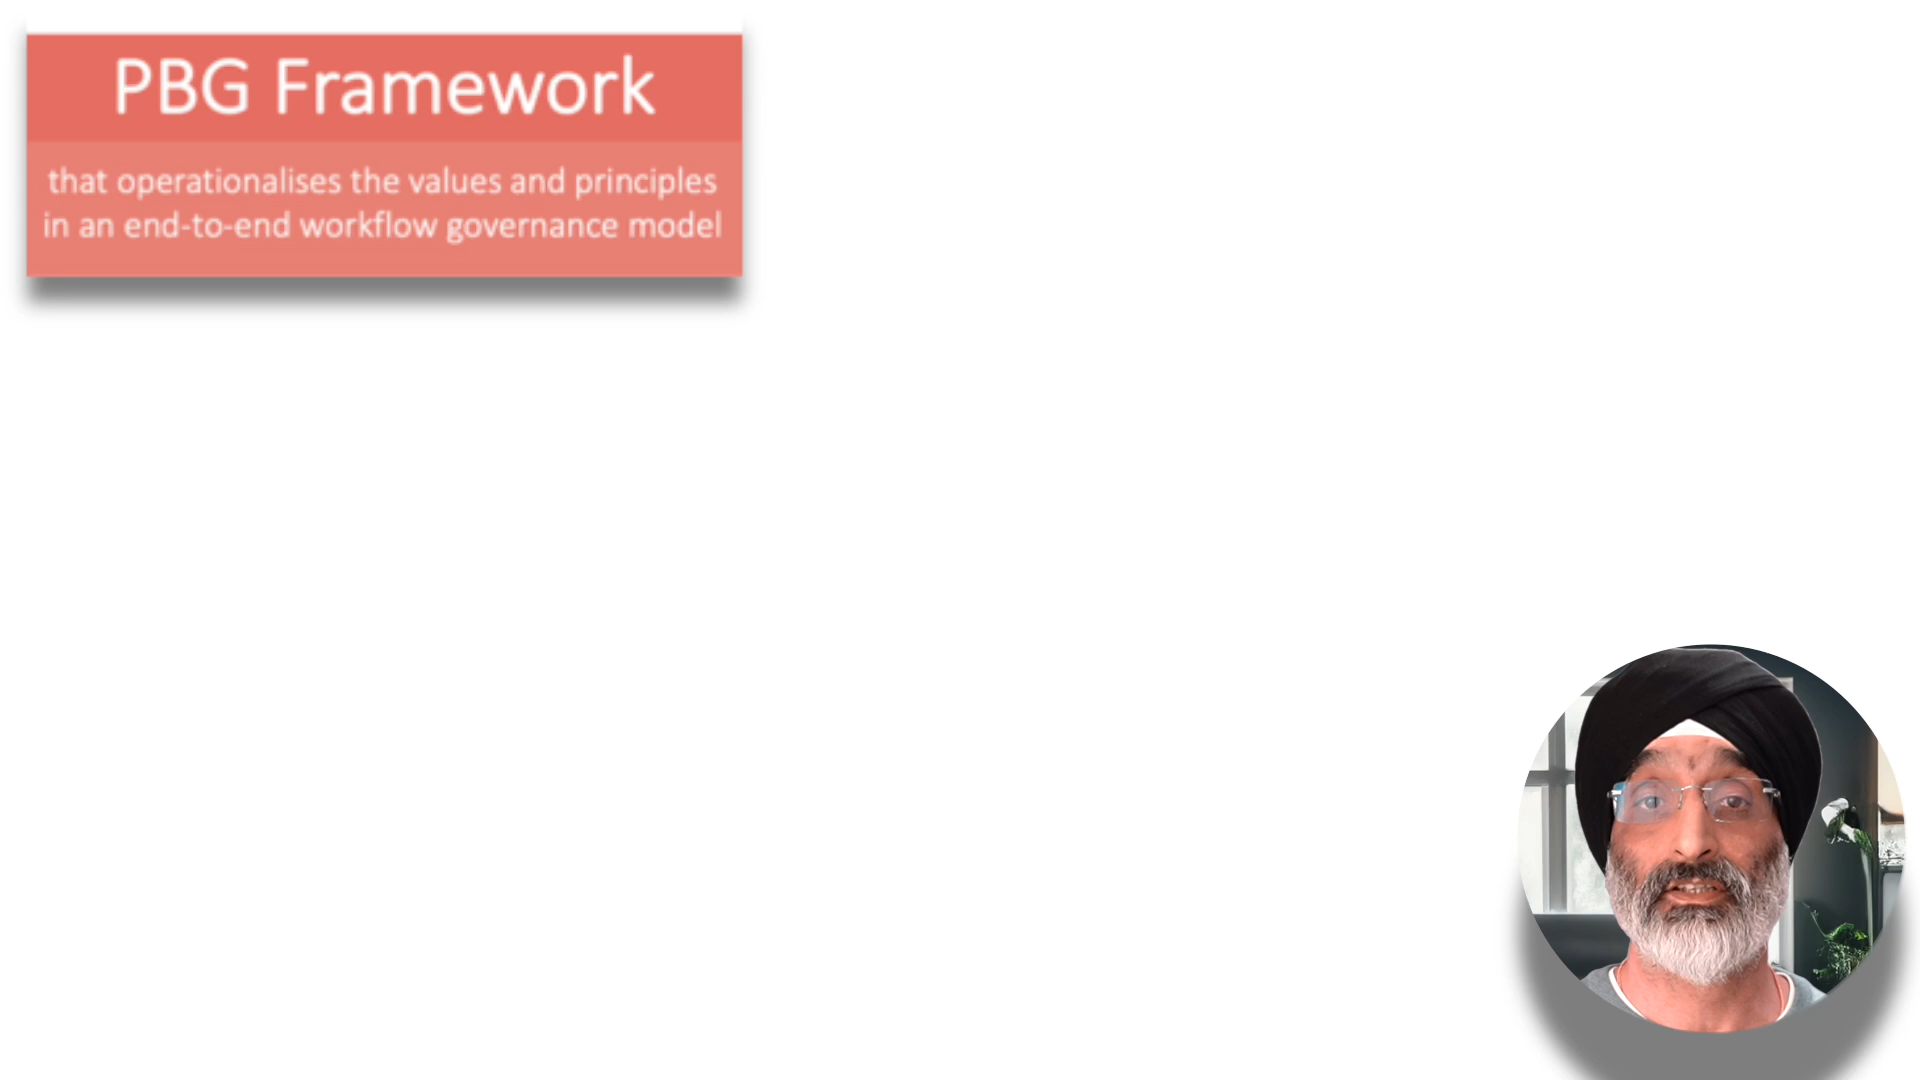 PBG Framework
that operationalises the values and principles
in an end-to-end workflow governance model